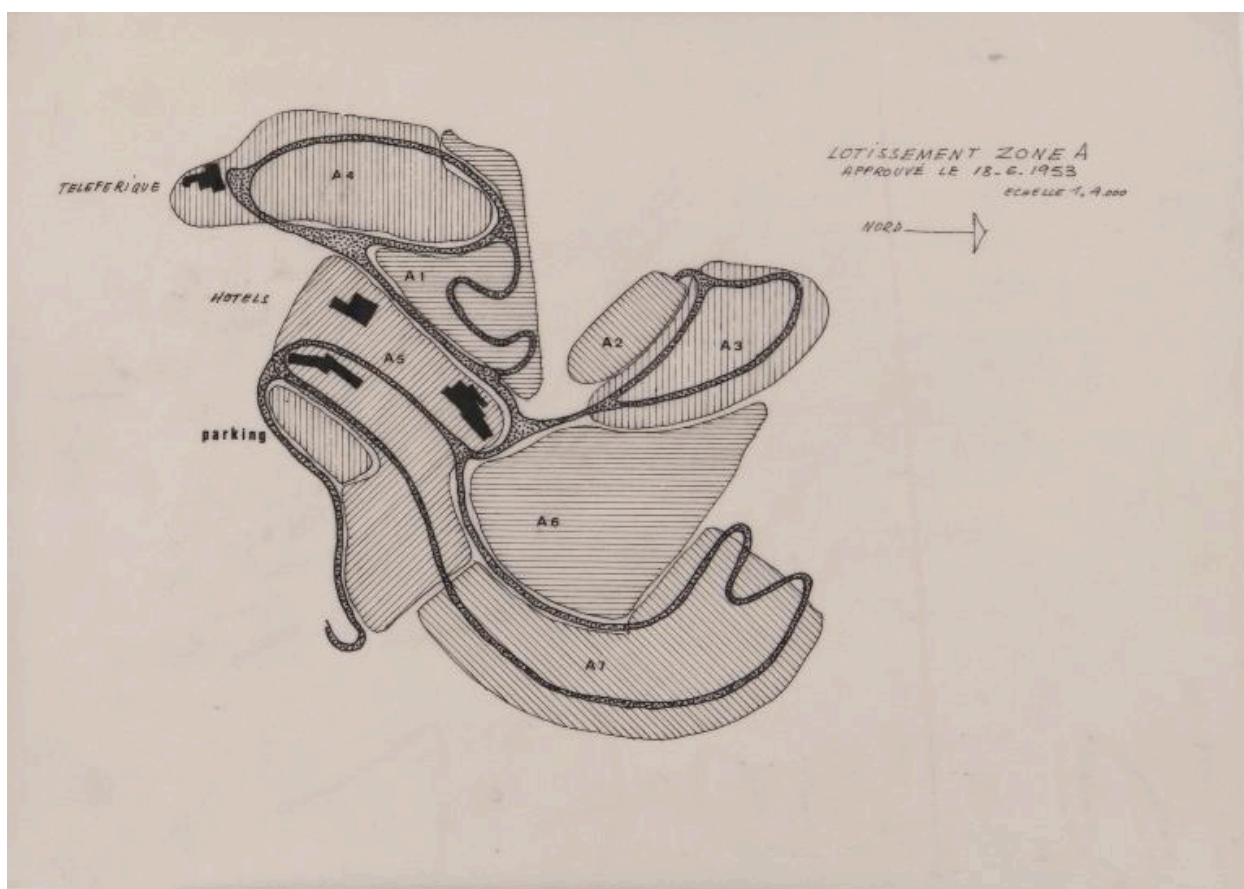 LOTISSEMENT ZONE A
APPROUVÉ LE 18-6-1953
ECHELLE 1, 4.000
NORD
A4
TELEFERIQUE
A1
HOTELS
A2
A3
A5
parking
A6
A7